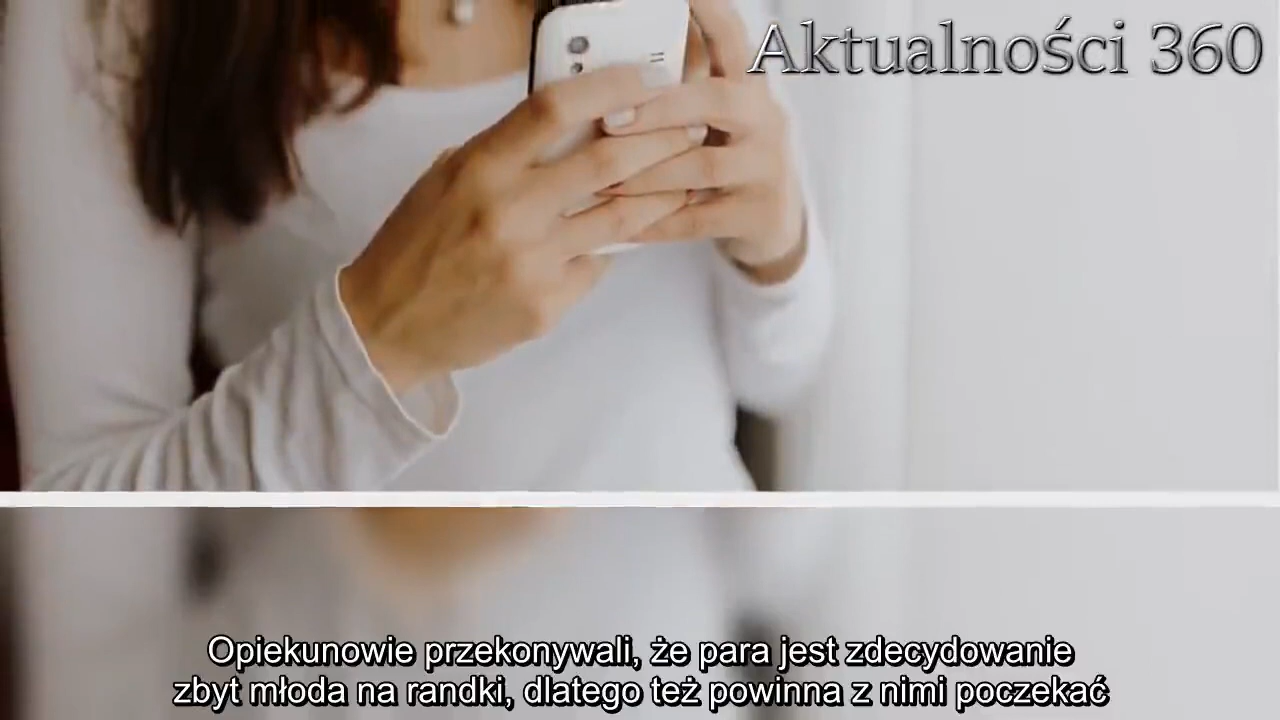 Aktualności 360
Opiekunowie przekonywali, że para jest zdecydowanie
zbyt młoda na randki, dlatego też powinna z nimi poczekać